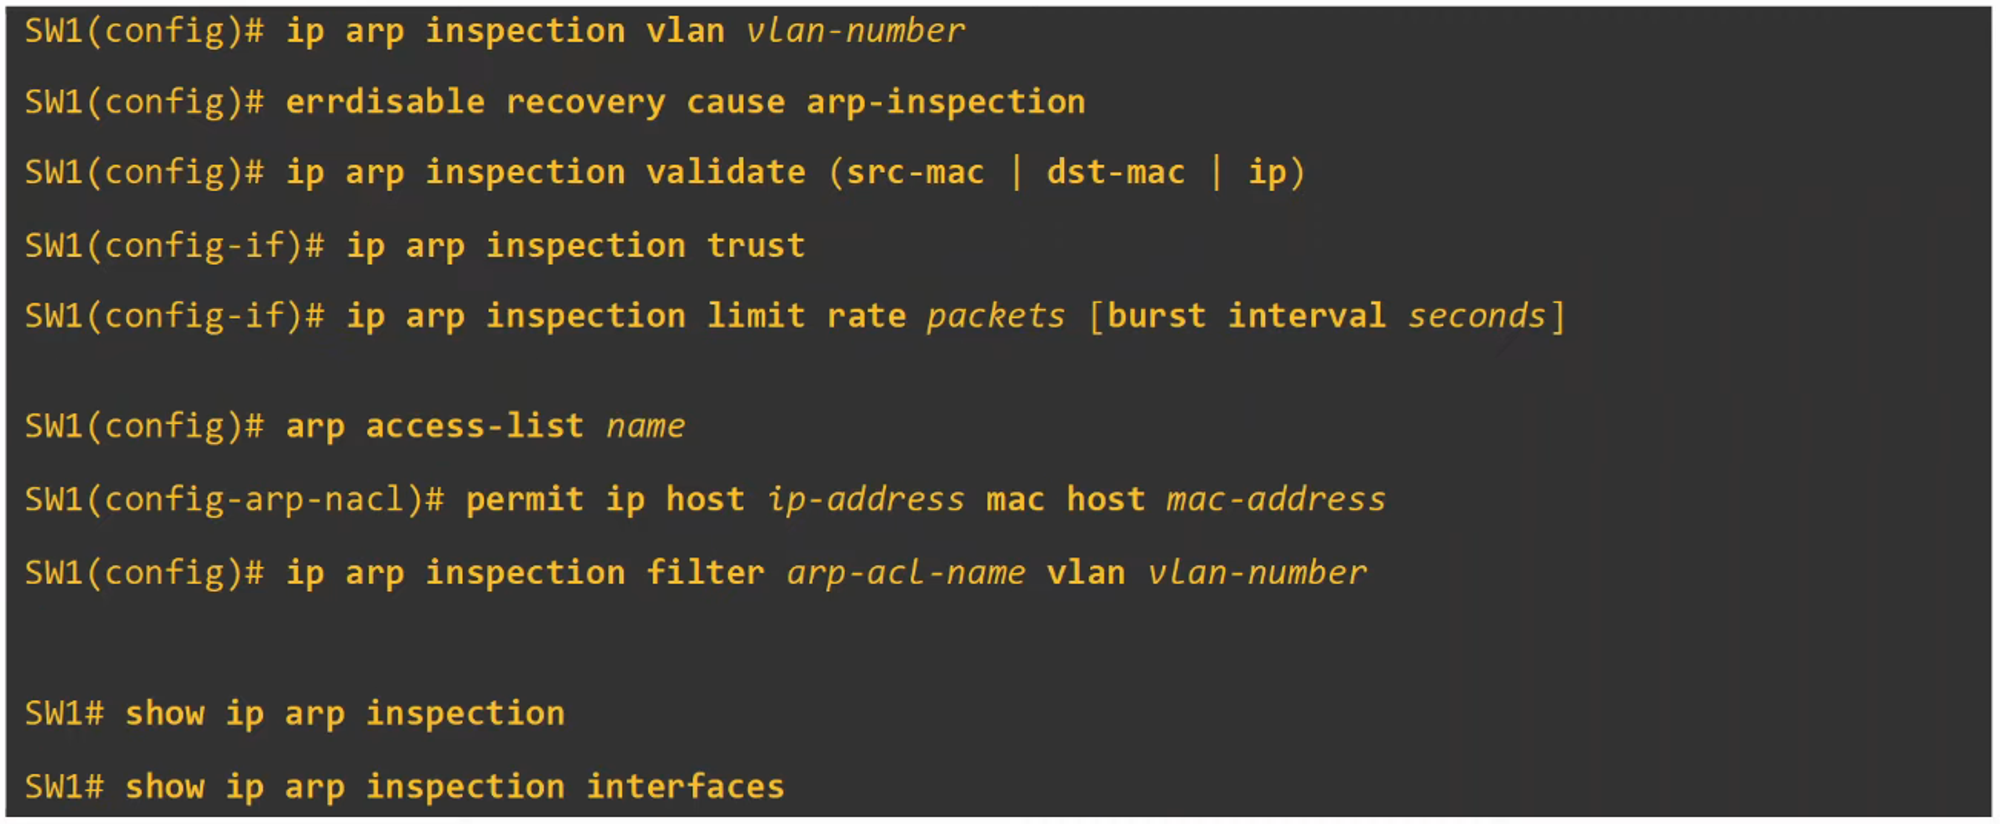 SW1(config)# ip arp inspection vlan vlan-number
SW1(config)# errdisable recovery cause arp-inspection
SW1(config)# ip arp inspection validate (src-mac | dst-mac | ip)
SW1(config-if)# ip arp inspection trust
SW1(config-if)# ip arp inspection limit rate packets [burst interval seconds]
SW1(config)# arp access-list name
SW1(config-arp-nacl)# permit ip host ip-address mac host mac-address
SW1(config)# ip arp inspection filter arp-acl-name vlan vlan-number
SW1# show ip arp inspection
SW1# show ip arp inspection interfaces